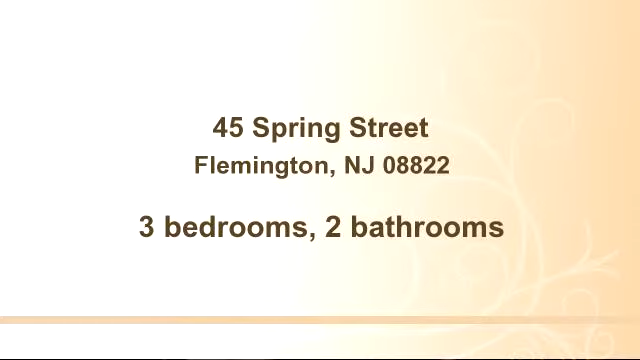 45 Spring Street
Flemington, NJ 08822
3 bedrooms, 2 bathrooms